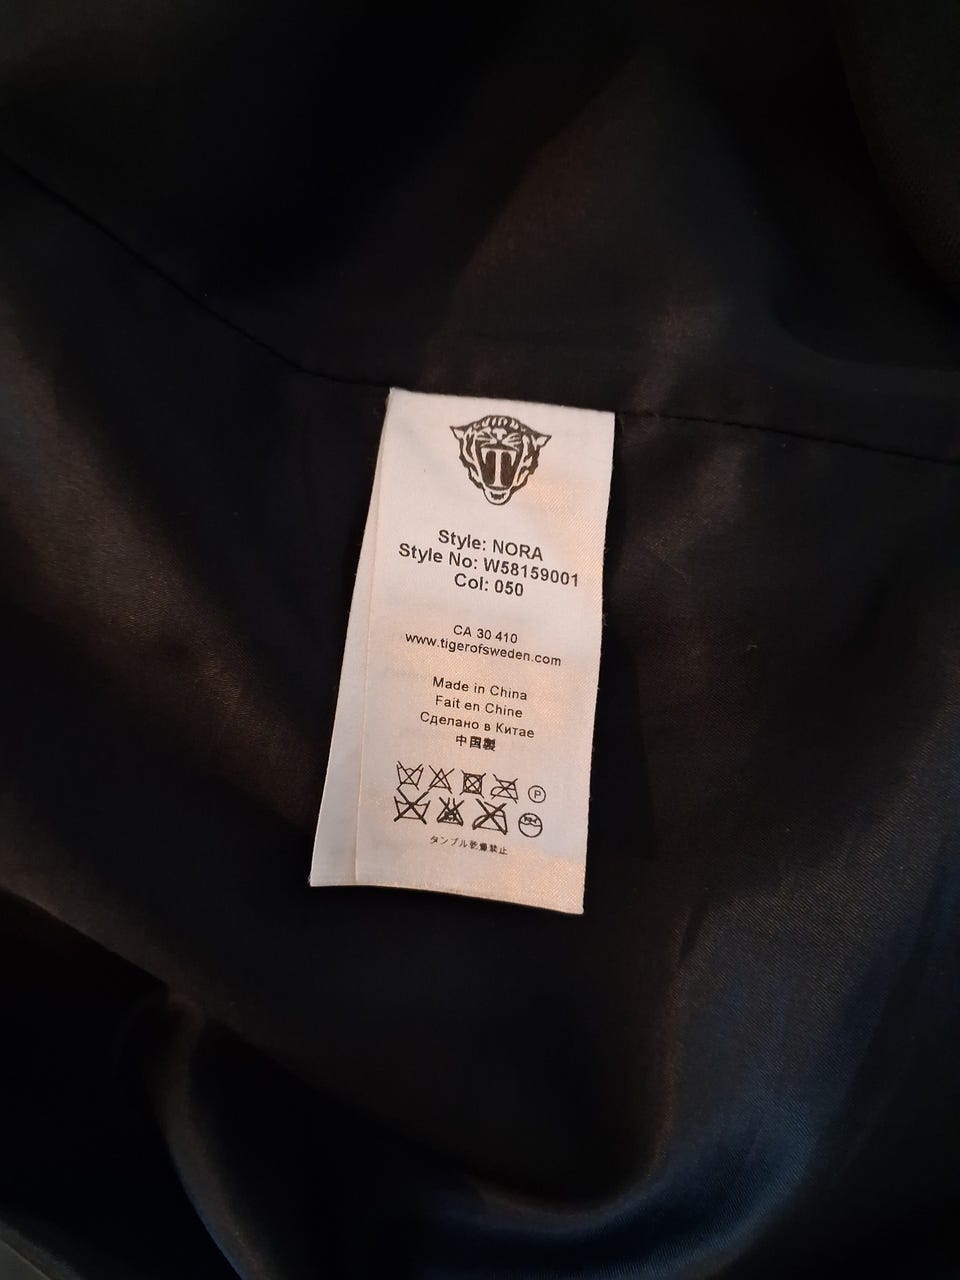 T
Style: NORA
Style No: W58159001
Col: 050
CA 30 410
www.tigerofsweden.com
Made in China
Fait en Chine
Сделано в Китае
中国製
P
タンブル乾燥禁止